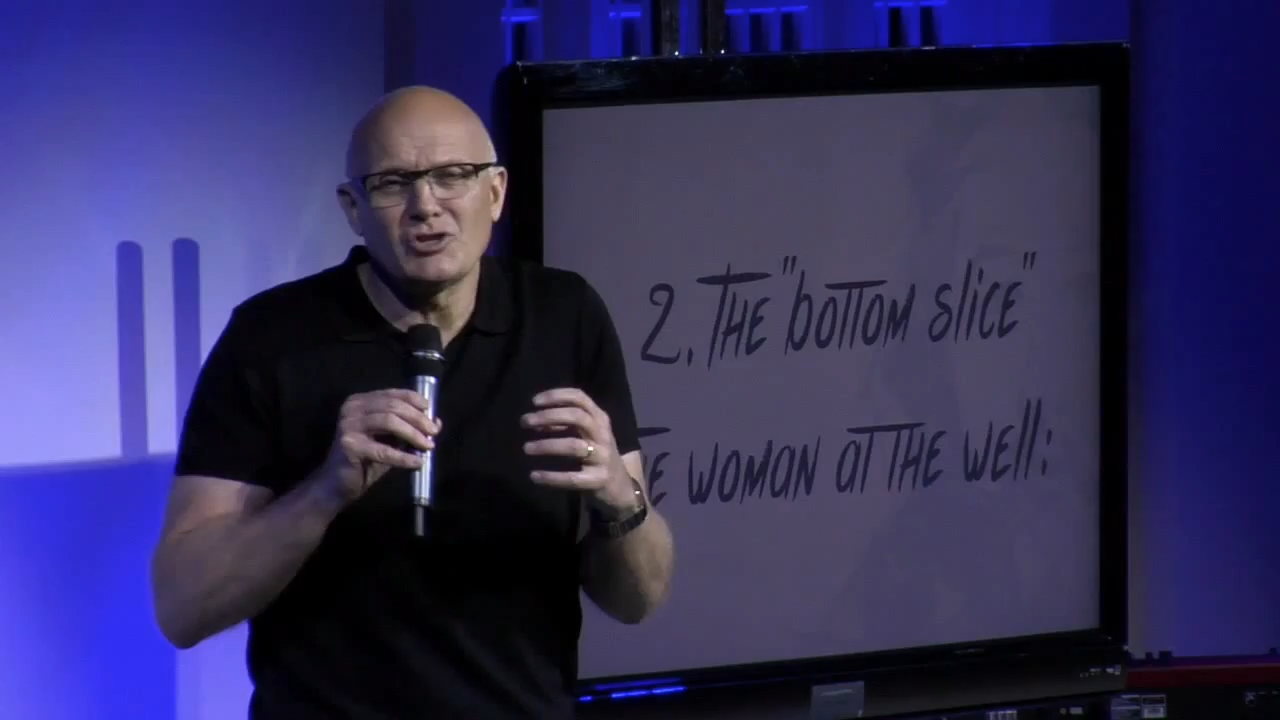 2. THE "BOTTOM SLICE"
WOMAN AT THE WELL: